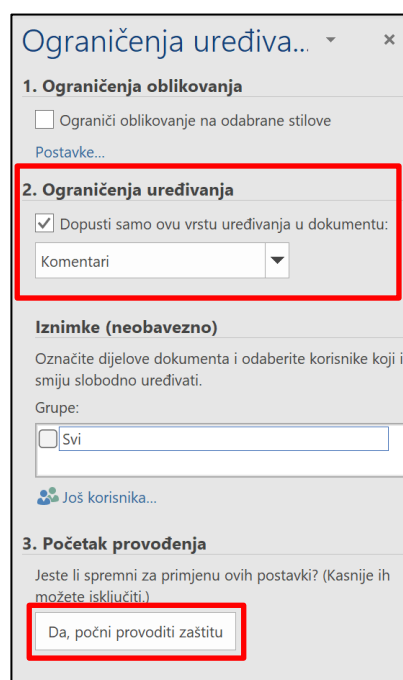 Ograničenja uređiva...
1. Ograničenja oblikovanja
Ograniči oblikovanje na odabrane stilove
Postavke...
2. Ograničenja uređivanja
Dopusti samo ovu vrstu uređivanja u dokumentu:
Komentari
Iznimke (neobavezno)
Označite dijelove dokumenta i odaberite korisnike koji i
smiju slobodno uređivati.
Grupe:
Svi
Još korisnika...
3. Početak provođenja
Jeste li spremni za primjenu ovih postavki? (Kasnije ih
možete isključiti.)
Da, počni provoditi zaštitu